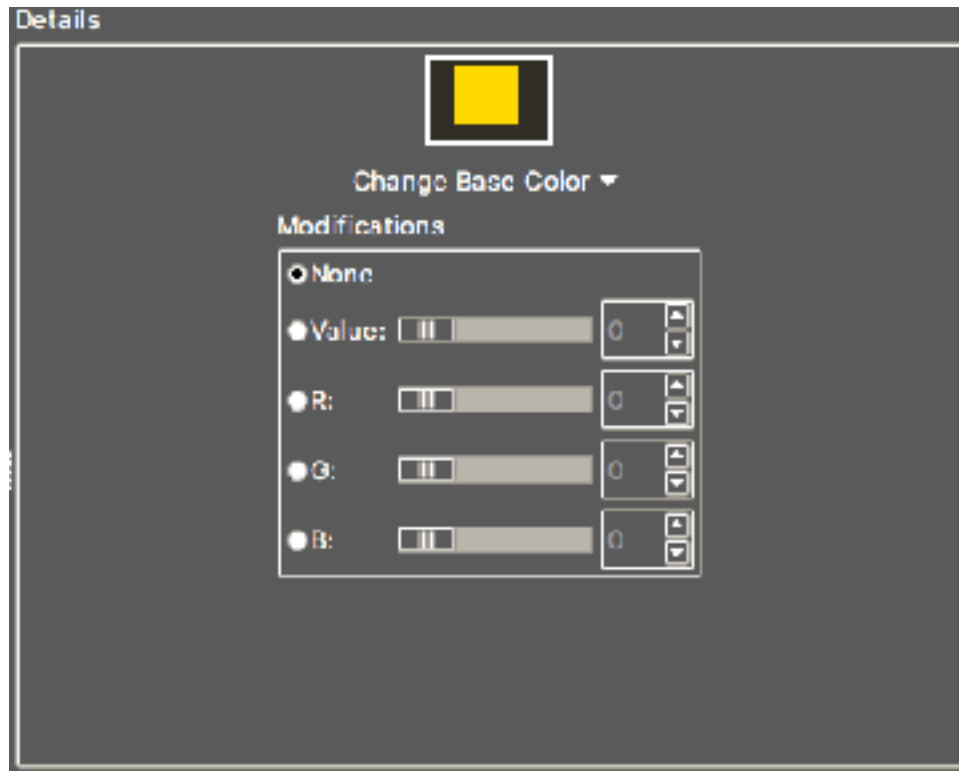 Details
Change Base Color
Modifications
None
Value: 0
R: 0
G: 0
B: 0